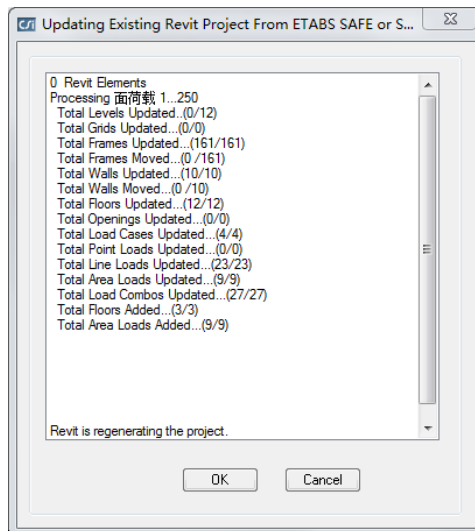 CSi Updating Existing Revit Project From ETABS SAFE or S...
0 Revit Elements
Processing 面荷载 1...250
Total Levels Updated...(0/12)
Total Grids Updated...(0/0)
Total Frames Updated...(161/161)
Total Frames Moved...(0 /161)
Total Walls Updated...(10/10)
Total Walls Moved...(0 /10)
Total Floors Updated...(12/12)
Total Openings Updated...(0/0)
Total Load Cases Updated...(4/4)
Total Point Loads Updated...(0/0)
Total Line Loads Updated...(23/23)
Total Area Loads Updated...(9/9)
Total Load Combos Updated...(27/27)
Total Floors Added...(3/3)
Total Area Loads Added...(9/9)
Revit is regenerating the project.
OK Cancel